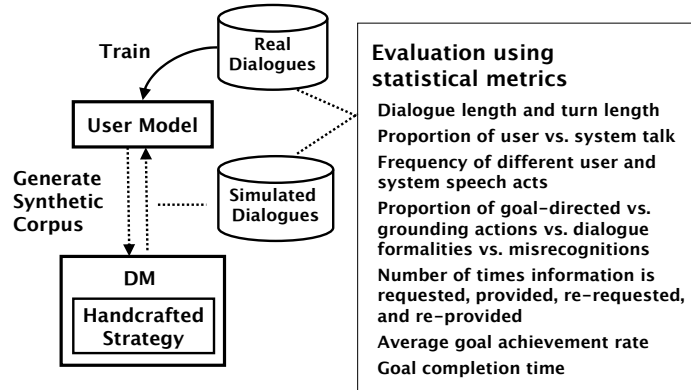 Real
Dialogues
Train
User Model
Generate
Synthetic
Corpus
Simulated
Dialogues
DM
Handcrafted
Strategy
Evaluation using
statistical metrics
Dialogue length and turn length
Proportion of user vs. system talk
Frequency of different user and
system speech acts
Proportion of goal-directed vs.
grounding actions vs. dialogue
formalities vs. misrecognitions
Number of times information is
requested, provided, re-requested,
and re-provided
Average goal achievement rate
Goal completion time